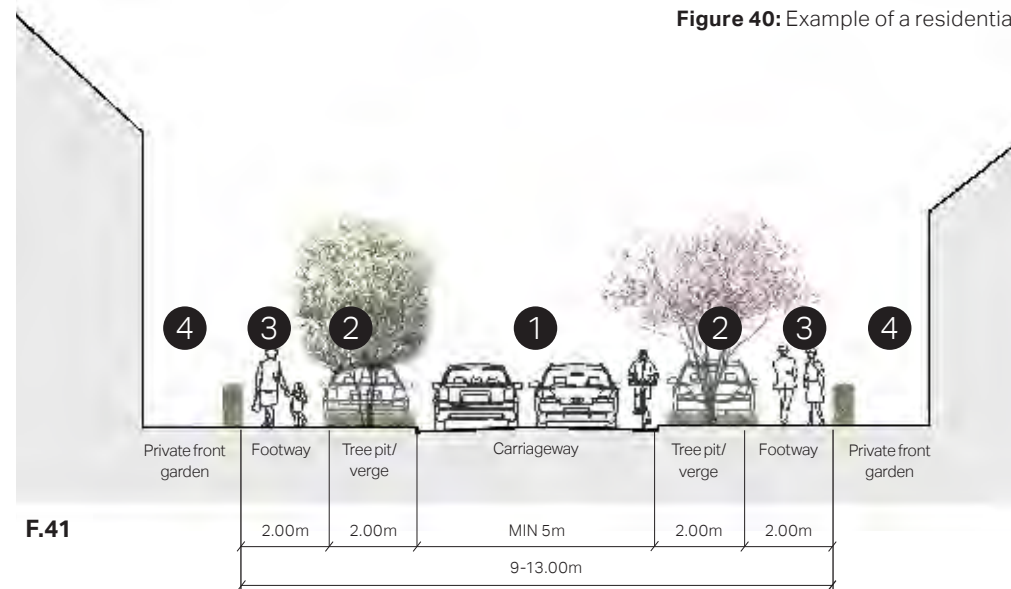 Figure 40: Example of a residentia
4 3 2 1 2 3 4
Private front
garden
Footway
Tree pit/
verge
Carriageway
Tree pit/
verge
Footway
Private front
garden
F.41
2.00m 2.00m MIN 5m 2.00m 2.00m
9-13.00m